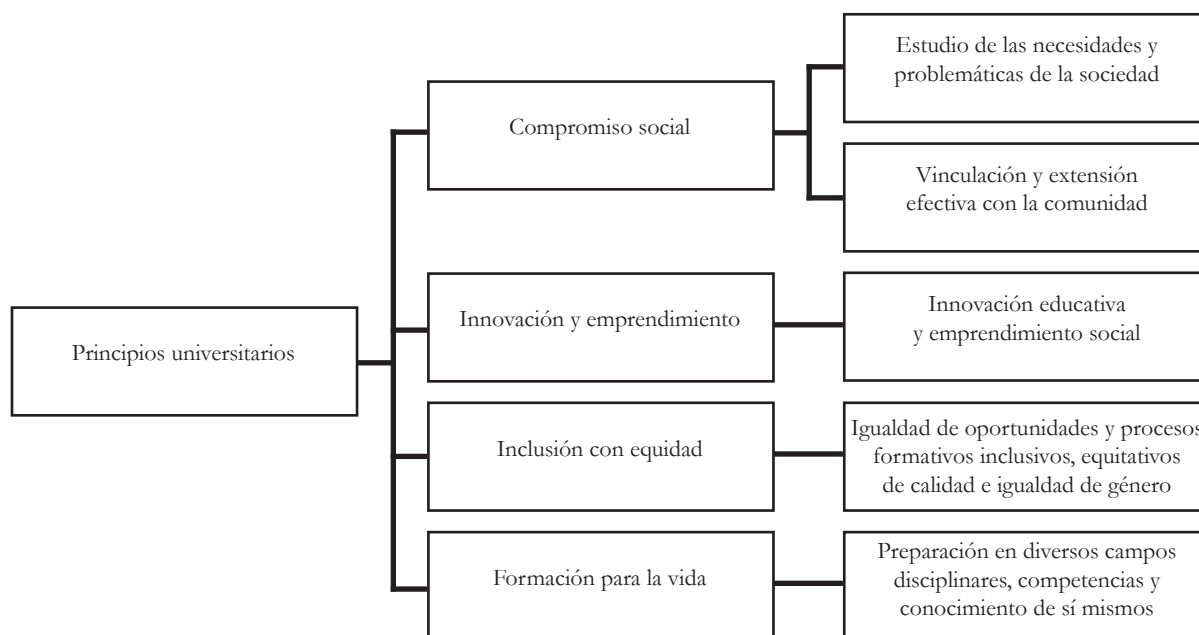 Principios universitarios
Compromiso social
Estudio de las necesidades y
problemáticas de la sociedad
Vinculación y extensión
efectiva con la comunidad
Innovación y emprendimiento
Innovación educativa
y emprendimiento social
Inclusión con equidad
Igualdad de oportunidades y procesos
formativos inclusivos, equitativos
de calidad e igualdad de género
Formación para la vida
Preparación en diversos campos
disciplinares, competencias y
conocimiento de sí mismos